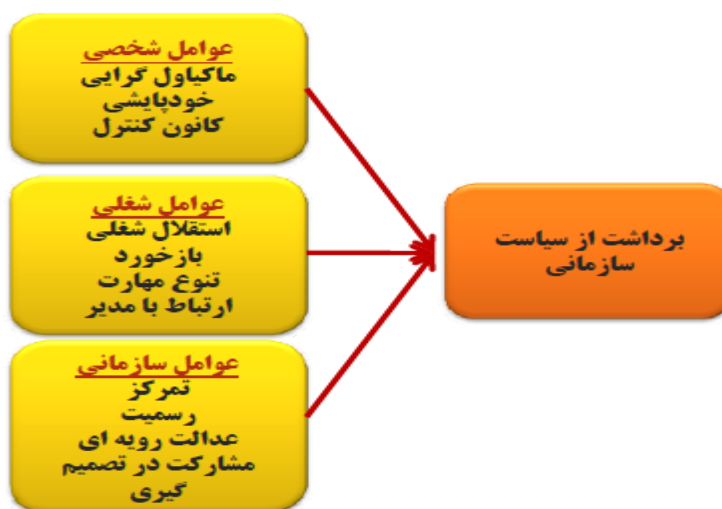 عوامل شخصی
ماکیاول گرایی
خودپایشی
کانون کنترل
عوامل شغلی
استقلال شغلی
بازخورد
تنوع مهارت
ارتباط با مدیر
عوامل سازمانی
تمرکز
رسمیت
عدالت رویه ای
مشارکت در تصمیم
گیری
برداشت از سیاست
سازمانی